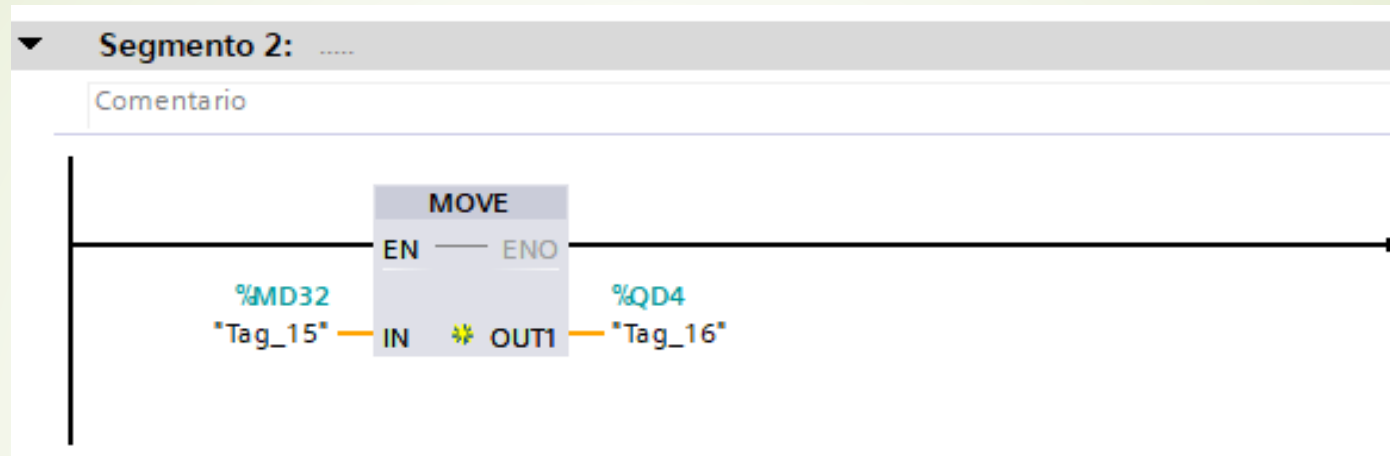 Segmento 2: .....
Comentario
MOVE
EN ENO
%MD32 %QD4
"Tag_15" IN OUT1 "Tag_16"